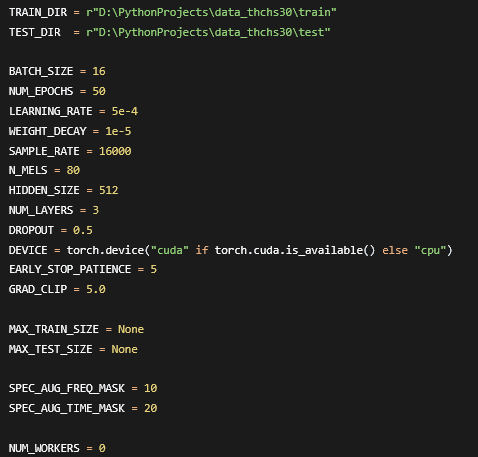 TRAIN_DIR = r"D:\PythonProjects\data_thchs30\train"
TEST_DIR  = r"D:\PythonProjects\data_thchs30\test"
BATCH_SIZE = 16
NUM_EPOCHS = 50
LEARNING_RATE = 5e-4
WEIGHT_DECAY = 1e-5
SAMPLE_RATE = 16000
N_MELS = 80
HIDDEN_SIZE = 512
NUM_LAYERS = 3
DROPOUT = 0.5
DEVICE = torch.device("cuda" if torch.cuda.is_available() else "cpu")
EARLY_STOP_PATIENCE = 5
GRAD_CLIP = 5.0
MAX_TRAIN_SIZE = None
MAX_TEST_SIZE = None
SPEC_AUG_FREQ_MASK = 10
SPEC_AUG_TIME_MASK = 20
NUM_WORKERS = 0